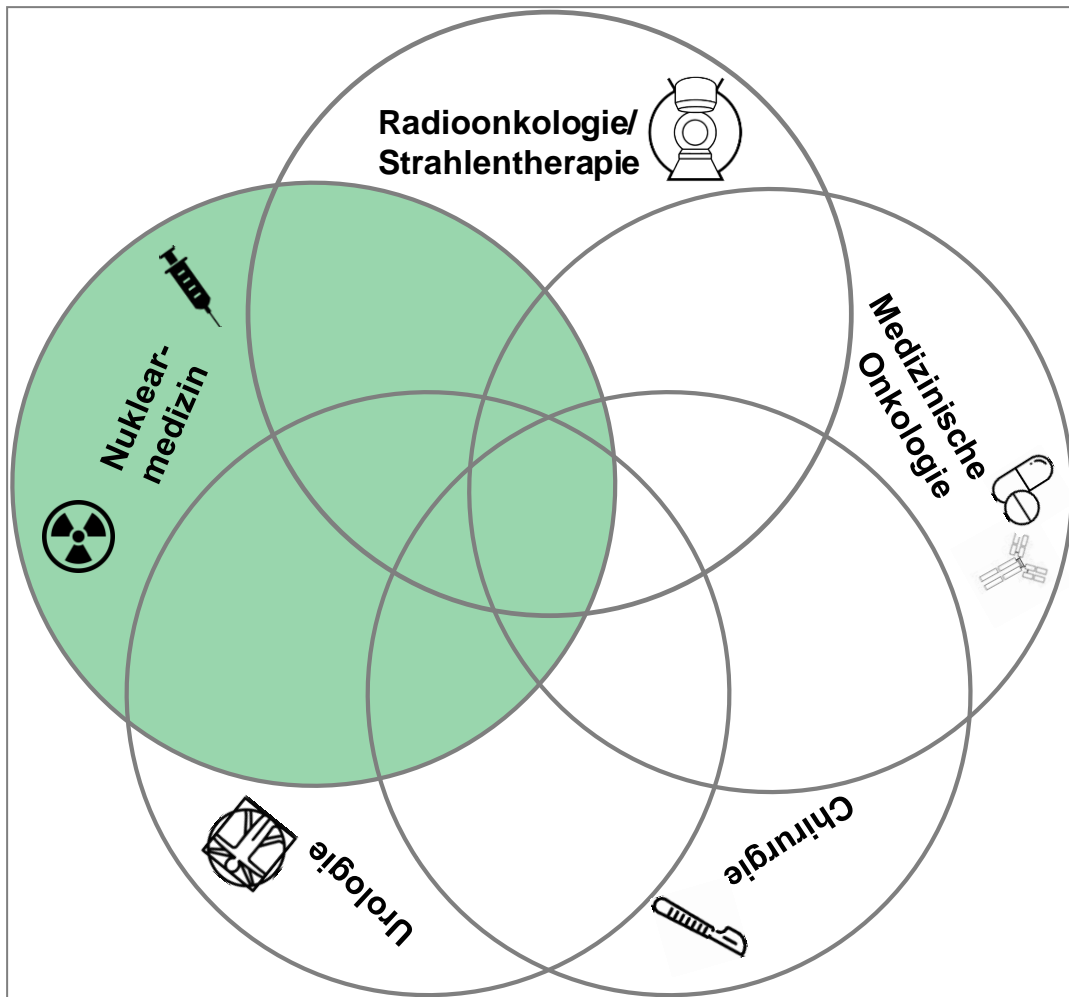 Radioonkologie/
Strahlentherapie
Nuklear-
medizin
Medizinische
Onkologie
Urologie
Chirurgie